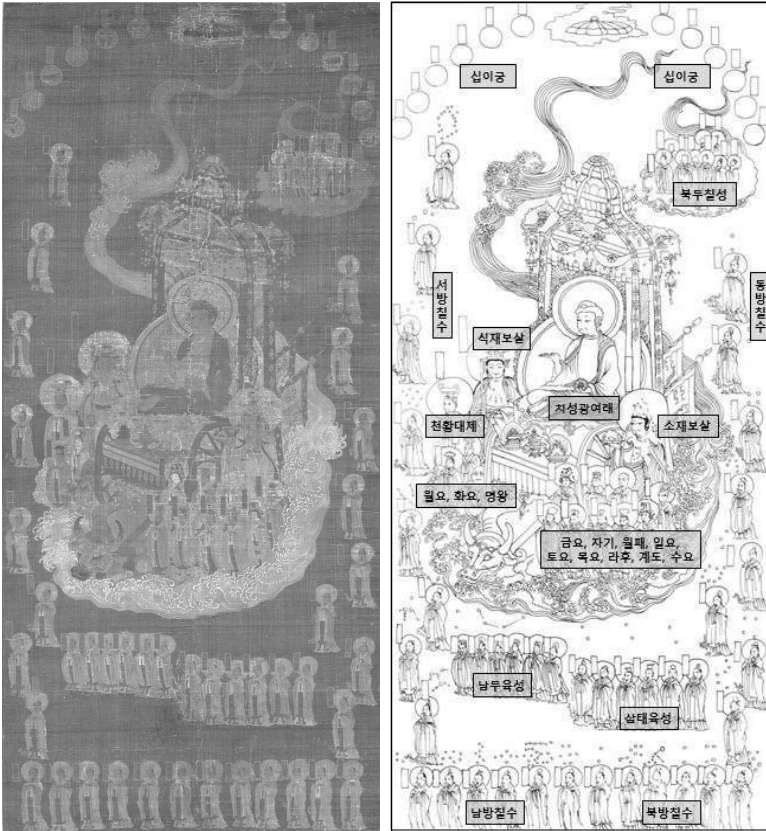 십이궁
십이궁
북두칠성
서방칠수
동방칠수
식재보살
치성광여래
천황대제
소재보살
월요, 화요, 명왕
금요, 자기, 월패, 일요,
토요, 목요, 라후, 계도, 수요
남두육성
삼태육성
남방칠수
북방칠수